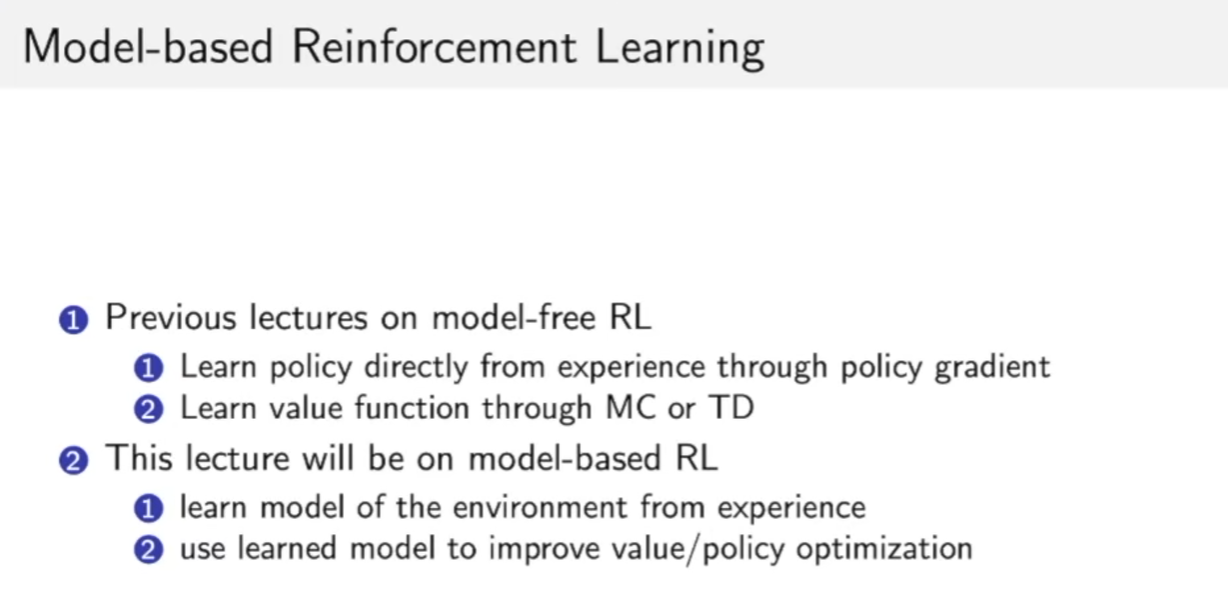 Model-based Reinforcement Learning
1 Previous lectures on model-free RL
1 Learn policy directly from experience through policy gradient
2 Learn value function through MC or TD
2 This lecture will be on model-based RL
1 learn model of the environment from experience
2 use learned model to improve value/policy optimization